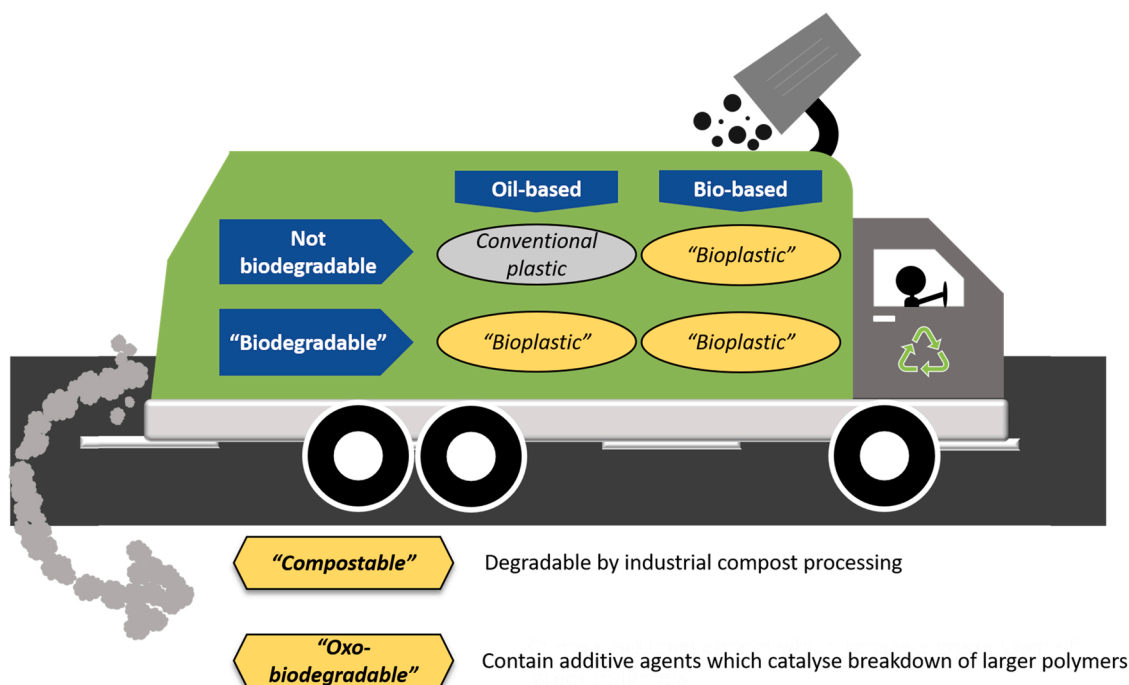 Oil-based
Bio-based
Not
biodegradable
Conventional
plastic
“Bioplastic”
“Biodegradable”
“Bioplastic”
“Bioplastic”
“Compostable”
Degradable by industrial compost processing
“Oxo-
biodegradable”
Contain additive agents which catalyse breakdown of larger polymers